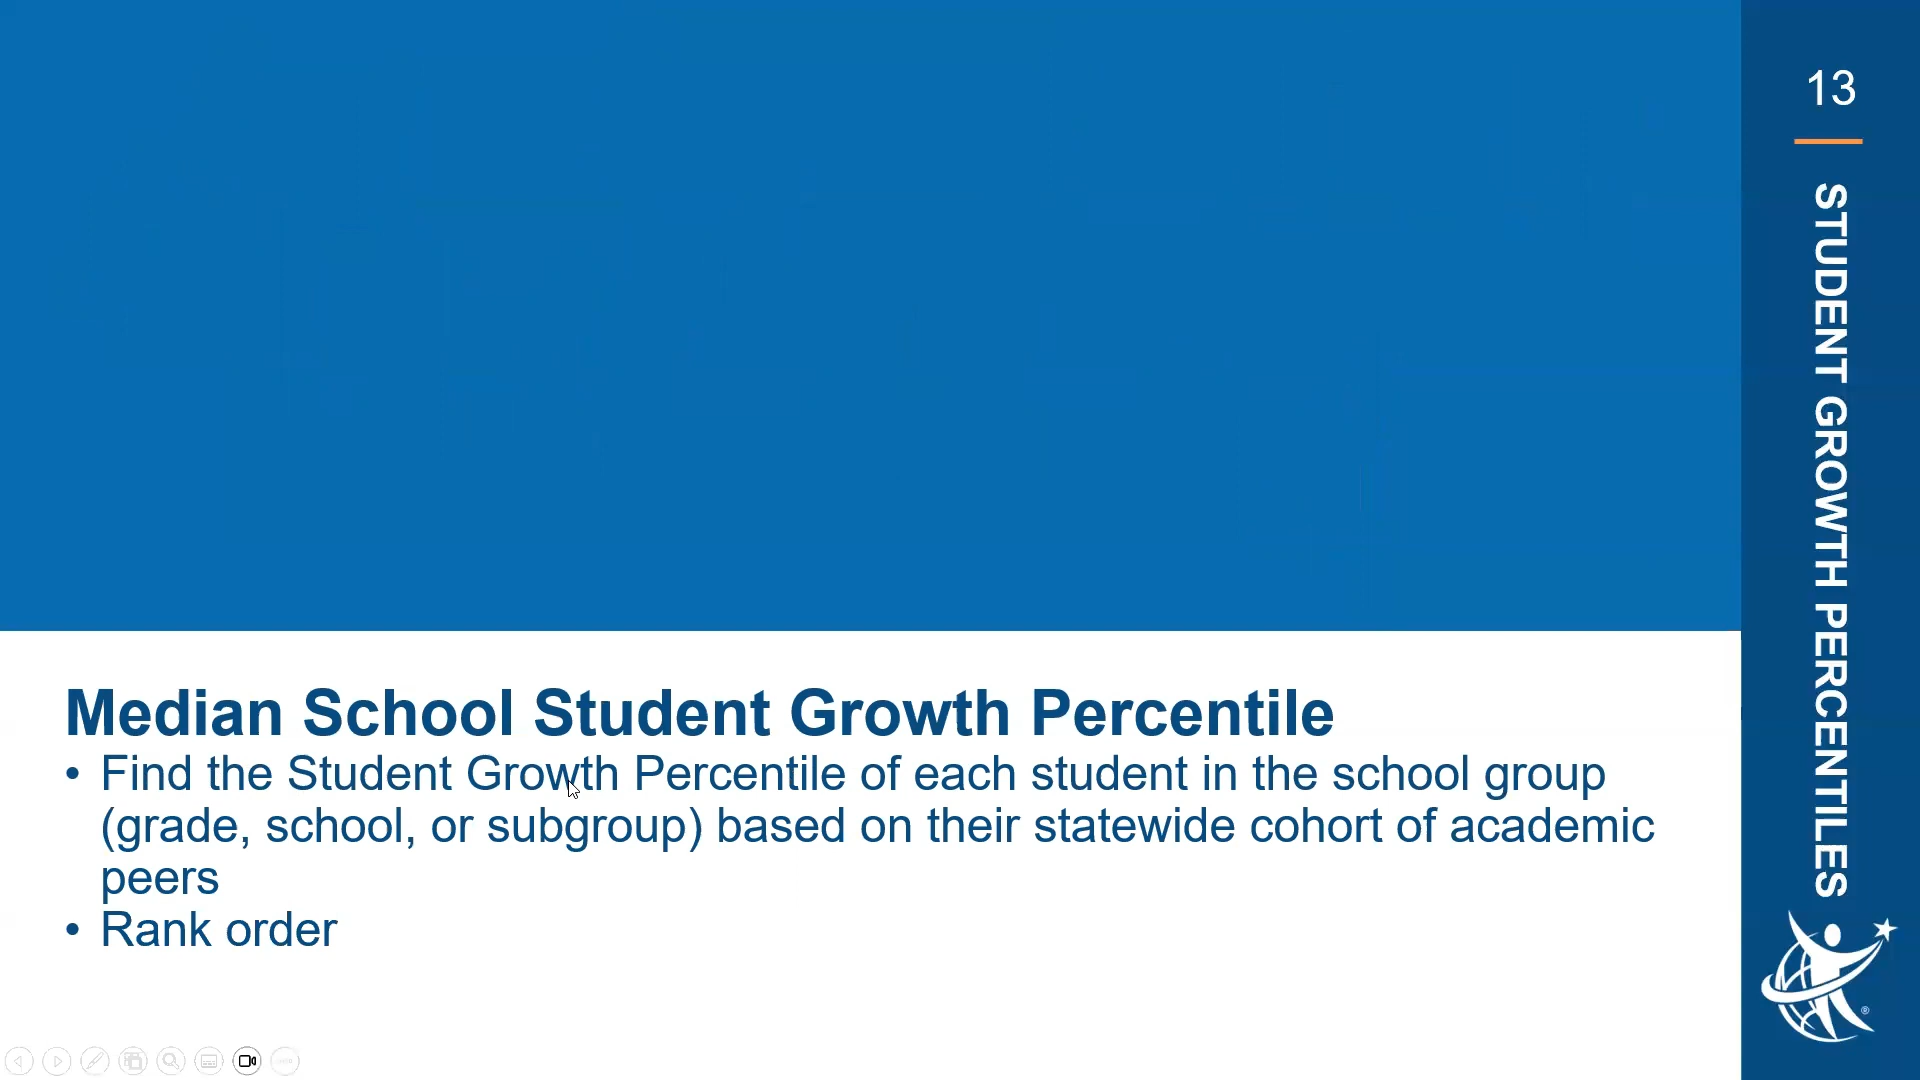 13
STUDENT GROWTH PERCENTILES
Median School Student Growth Percentile
• Find the Student Growth Percentile of each student in the school group
(grade, school, or subgroup) based on their statewide cohort of academic
peers
• Rank order
®